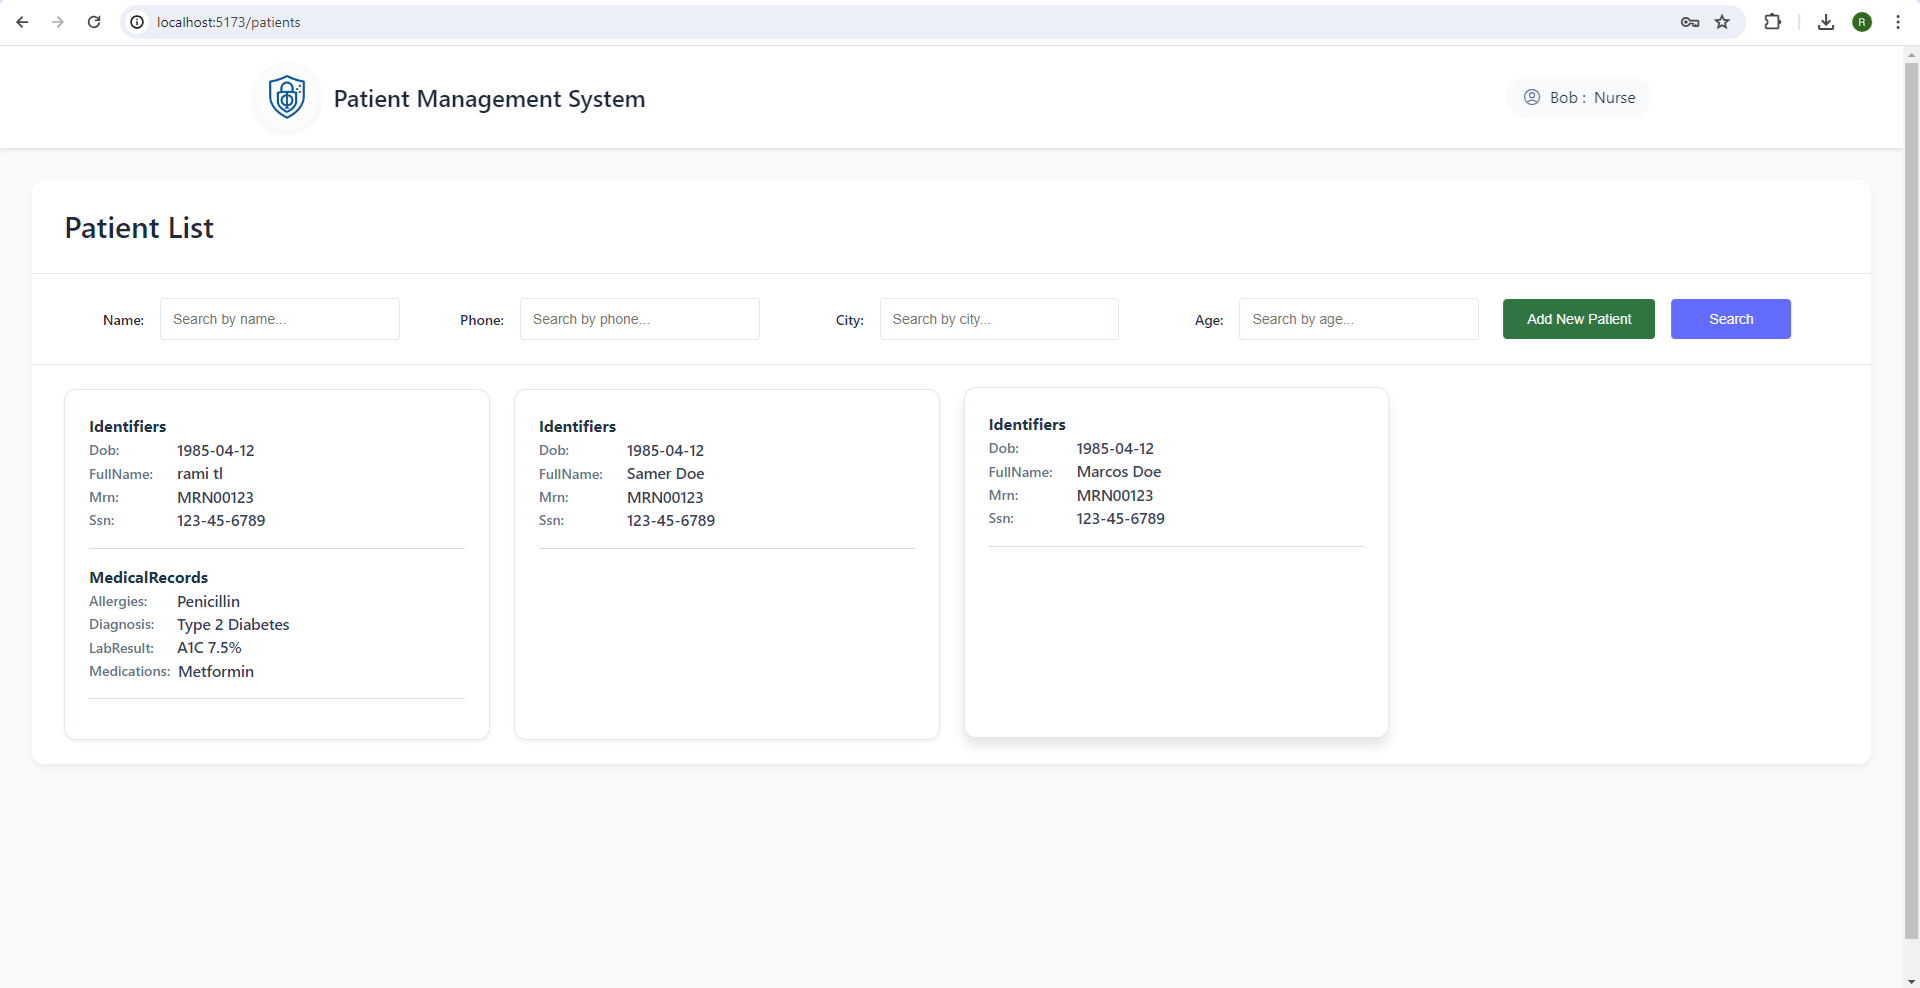 localhost:5173/patients
R
Patient Management System
Bob : Nurse
Patient List
Name: Search by name... Phone: Search by phone... City: Search by city... Age: Search by age... Add New Patient Search
Identifiers
Dob: 1985-04-12
FullName: rami tl
Mrn: MRN00123
Ssn: 123-45-6789
MedicalRecords
Allergies: Penicillin
Diagnosis: Type 2 Diabetes
LabResult: A1C 7.5%
Medications: Metformin
Identifiers
Dob: 1985-04-12
FullName: Samer Doe
Mrn: MRN00123
Ssn: 123-45-6789
Identifiers
Dob: 1985-04-12
FullName: Marcos Doe
Mrn: MRN00123
Ssn: 123-45-6789